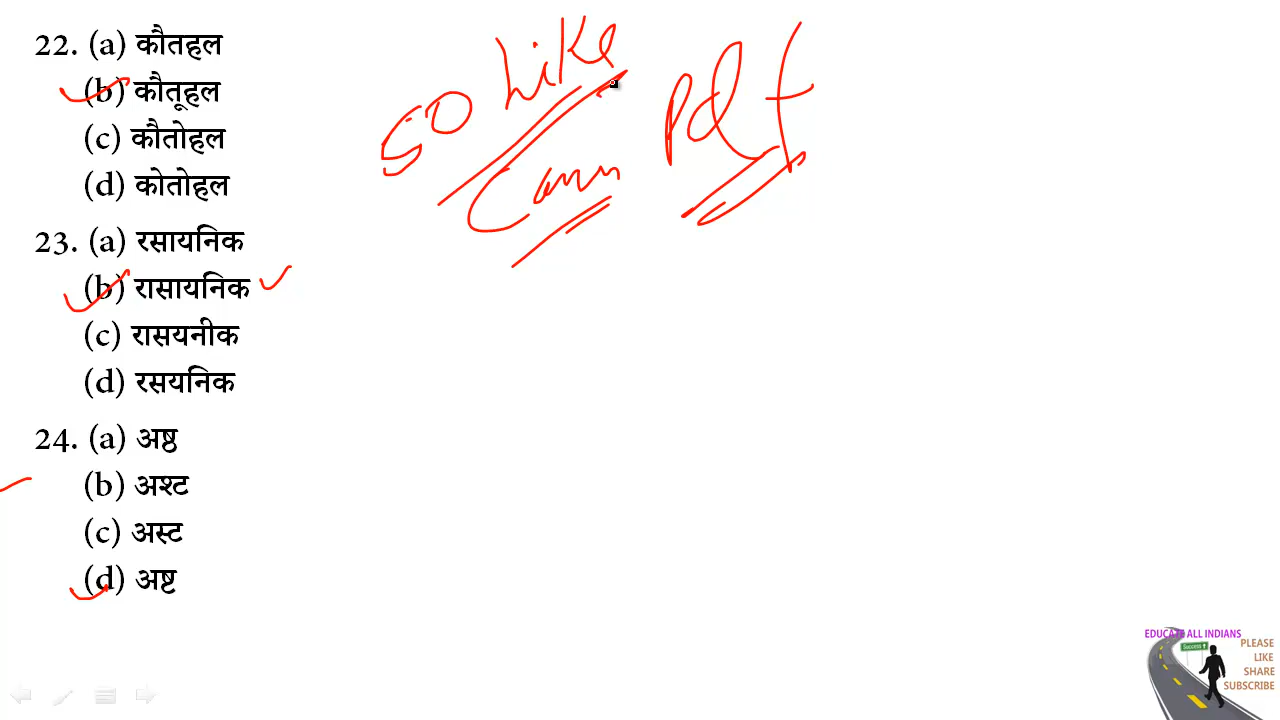 22. (a) कौतहल
(b) कौतूहल
(c) कौतोहल
(d) कोतोहल
23. (a) रसायनिक
(b) रासायनिक
(c) रासयनीक
(d) रसयनिक
24. (a) अष्ठ
(b) अश्ट
(c) अस्ट
(d) अष्ट
50 Like
Pdf
EDUCATE ALL INDIANS
Success
PLEASE
LIKE
SHARE
SUBSCRIBE